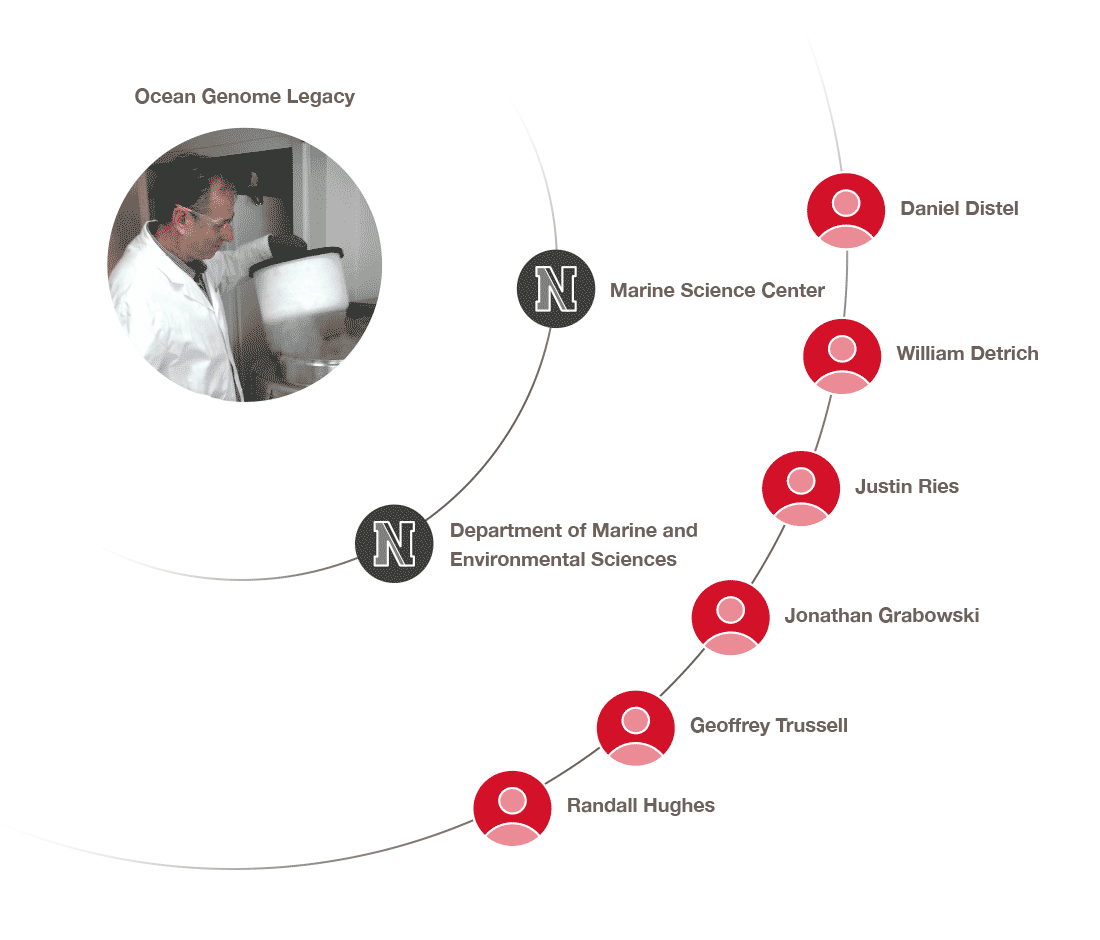 Ocean Genome Legacy
Daniel Distel
N
Marine Science Center
William Detrich
Justin Ries
N
Department of Marine and
Environmental Sciences
Jonathan Grabowski
Geoffrey Trussell
Randall Hughes